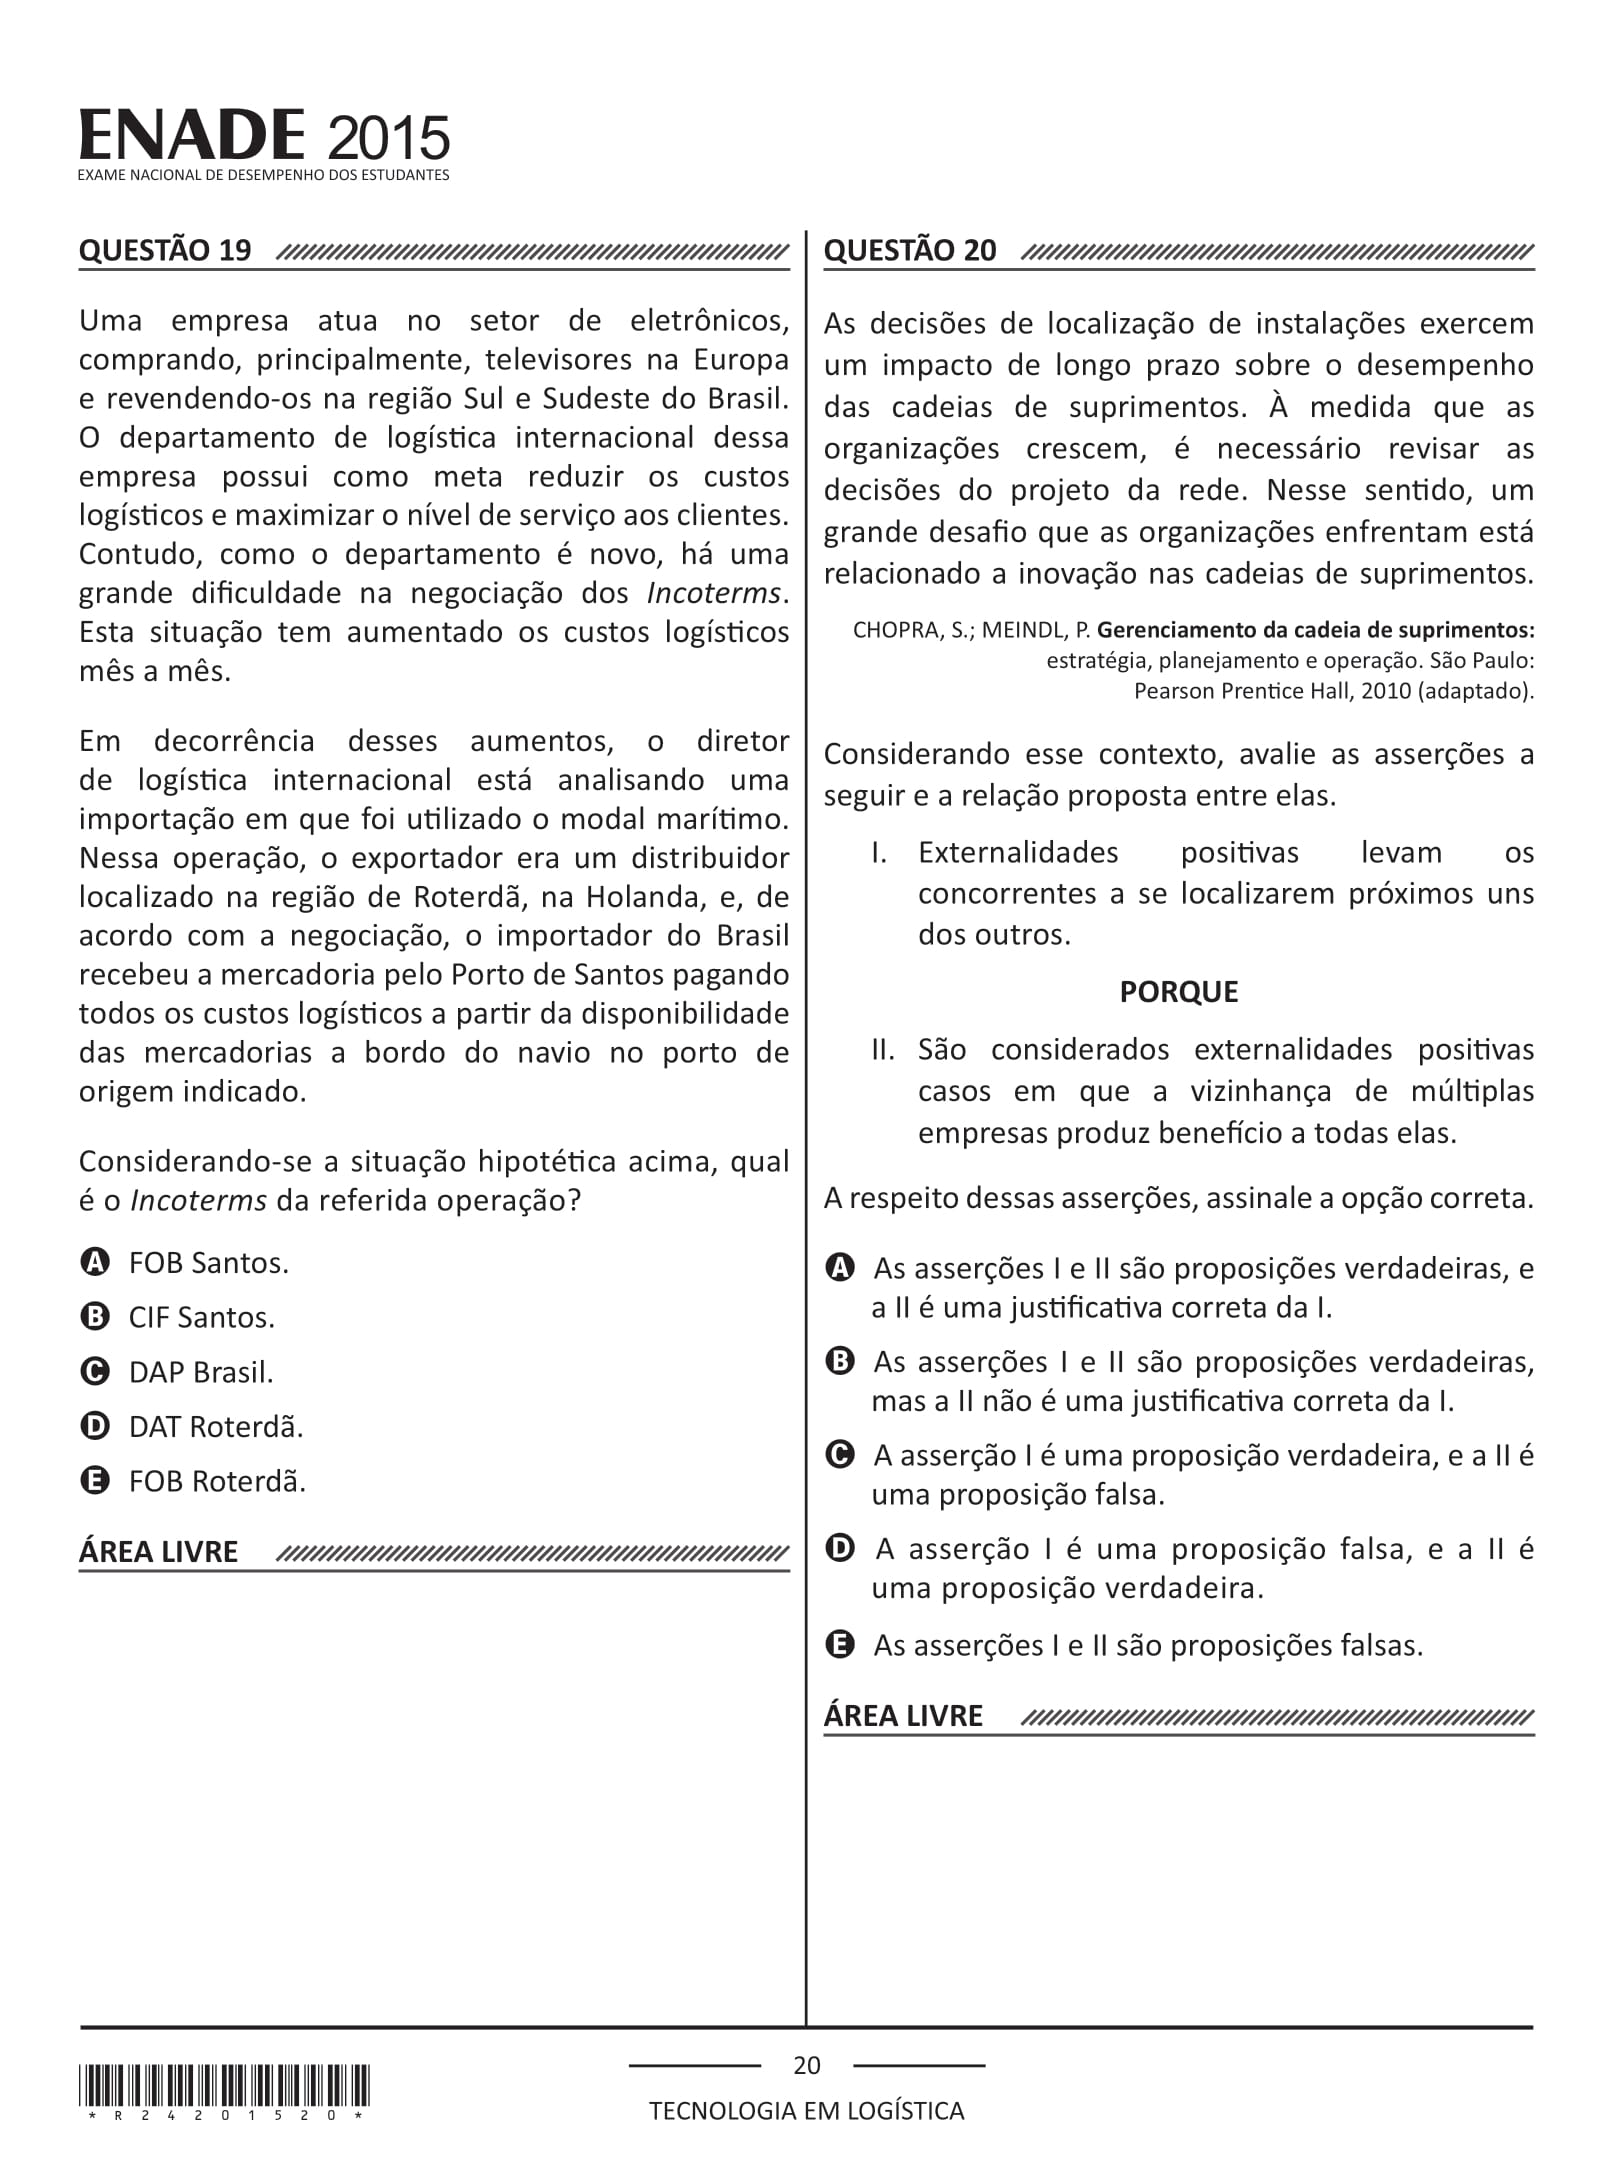 ENADE 2015
EXAME NACIONAL DE DESEMPENHO DOS ESTUDANTES
QUESTÃO 19
Uma empresa atua no setor de eletrônicos,
comprando, principalmente, televisores na Europa
e revendendo-os na região Sul e Sudeste do Brasil.
O departamento de logística internacional dessa
empresa possui como meta reduzir os custos
logísticos e maximizar o nível de serviço aos clientes.
Contudo, como o departamento é novo, há uma
grande dificuldade na negociação dos Incoterms.
Esta situação tem aumentado os custos logísticos
mês a mês.
Em decorrência desses aumentos, o diretor
de logística internacional está analisando uma
importação em que foi utilizado o modal marítimo.
Nessa operação, o exportador era um distribuidor
localizado na região de Roterdã, na Holanda, e, de
acordo com a negociação, o importador do Brasil
recebeu a mercadoria pelo Porto de Santos pagando
todos os custos logísticos a partir da disponibilidade
das mercadorias a bordo do navio no porto de
origem indicado.
Considerando-se a situação hipotética acima, qual
é o Incoterms da referida operação?
A FOB Santos.
B CIF Santos.
C DAP Brasil.
D DAT Roterdã.
E FOB Roterdã.
ÁREA LIVRE
QUESTÃO 20
As decisões de localização de instalações exercem
um impacto de longo prazo sobre o desempenho
das cadeias de suprimentos. À medida que as
organizações crescem, é necessário revisar as
decisões do projeto da rede. Nesse sentido, um
grande desafio que as organizações enfrentam está
relacionado a inovação nas cadeias de suprimentos.
CHOPRA, S.; MEINDL, P. Gerenciamento da cadeia de suprimentos:
estratégia, planejamento e operação. São Paulo:
Pearson Prentice Hall, 2010 (adaptado).
Considerando esse contexto, avalie as asserções a
seguir e a relação proposta entre elas.
I. Externalidades positivas levam os
concorrentes a se localizarem próximos uns
dos outros.
PORQUE
II. São considerados externalidades positivas
casos em que a vizinhança de múltiplas
empresas produz benefício a todas elas.
A respeito dessas asserções, assinale a opção correta.
A As asserções I e II são proposições verdadeiras, e
a II é uma justificativa correta da I.
B As asserções I e II são proposições verdadeiras,
mas a II não é uma justificativa correta da I.
C A asserção I é uma proposição verdadeira, e a II é
uma proposição falsa.
D A asserção I é uma proposição falsa, e a II é
uma proposição verdadeira.
E As asserções I e II são proposições falsas.
ÁREA LIVRE
*R24201520*
20
TECNOLOGIA EM LOGÍSTICA